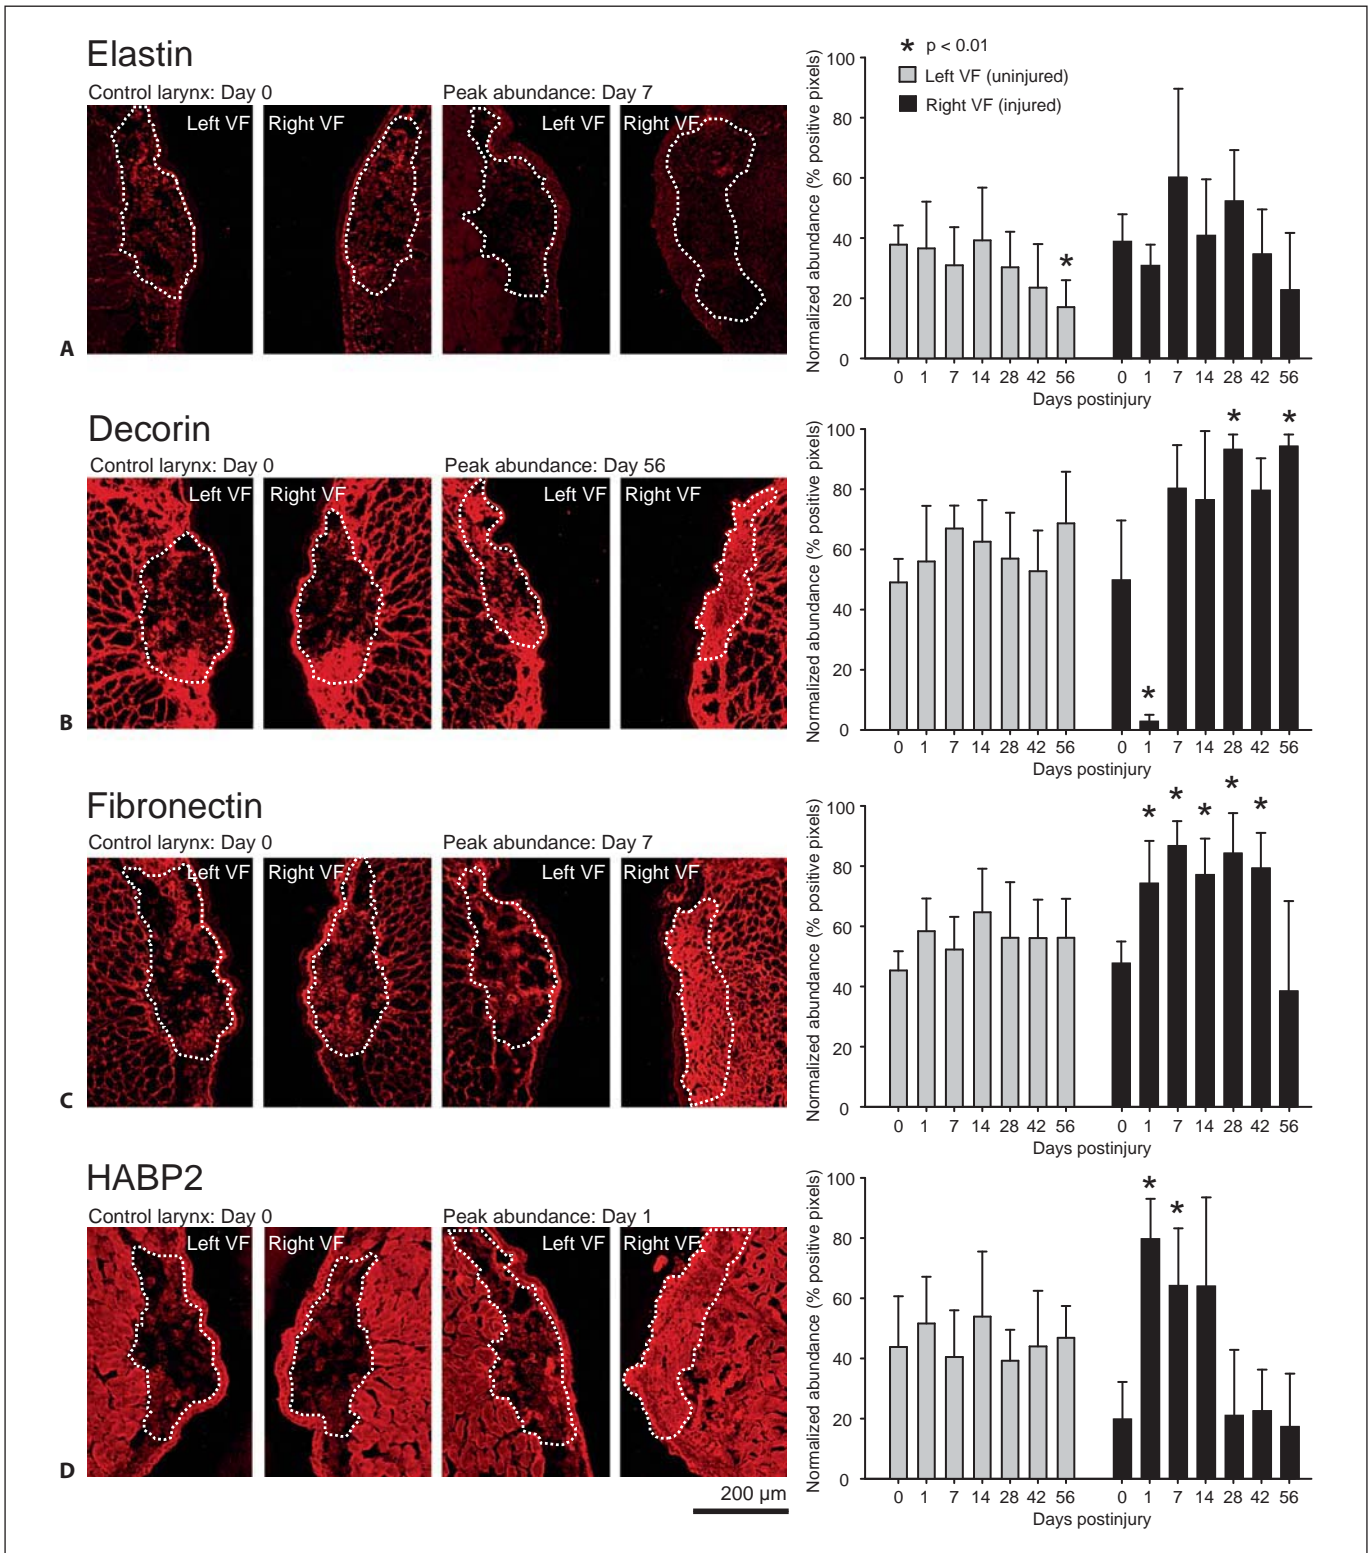 Elastin
Control larynx: Day 0
Peak abundance: Day 7
Left VF
Right VF
Left VF
Right VF
A
Normalized abundance (% positive pixels)
100
80
60
40
20
0
* p < 0.01
Left VF (uninjured)
Right VF (injured)
*
0 1 7 14 28 42 56 0 1 7 14 28 42 56
Days postinjury
Decorin
Control larynx: Day 0
Peak abundance: Day 56
Left VF
Right VF
Left VF
Right VF
B
Normalized abundance (% positive pixels)
100
80
60
40
20
0
* * *
0 1 7 14 28 42 56 0 1 7 14 28 42 56
Days postinjury
Fibronectin
Control larynx: Day 0
Peak abundance: Day 7
Left VF
Right VF
Left VF
Right VF
C
Normalized abundance (% positive pixels)
100
80
60
40
20
0
* * * * *
0 1 7 14 28 42 56 0 1 7 14 28 42 56
Days postinjury
HABP2
Control larynx: Day 0
Peak abundance: Day 1
Left VF
Right VF
Left VF
Right VF
D
200 µm
Normalized abundance (% positive pixels)
100
80
60
40
20
0
* *
0 1 7 14 28 42 56 0 1 7 14 28 42 56
Days postinjury